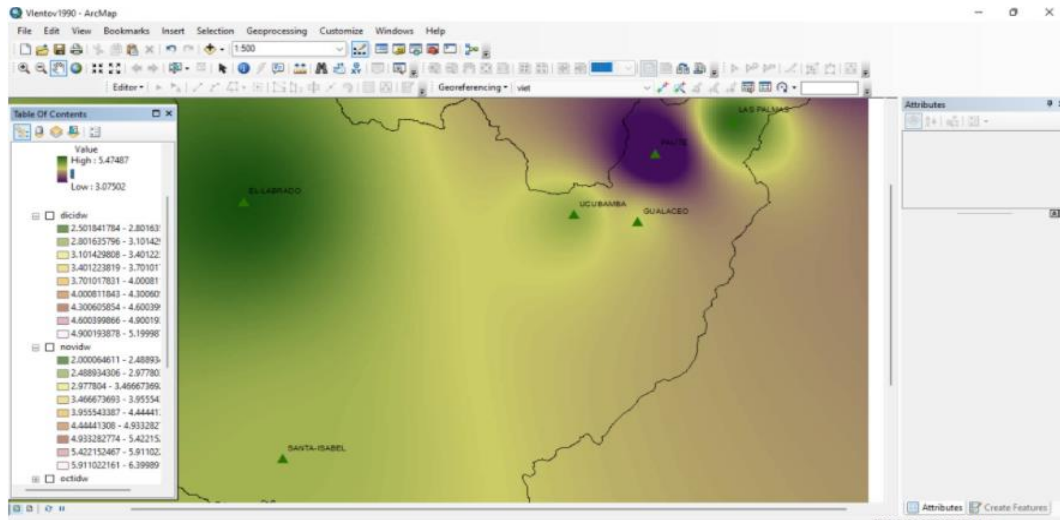 Vlentov1990 - ArcMap
File Edit View Bookmarks Insert Selection Geoprocessing Customize Windows Help
1:500
Editor
Georeferencing
Table Of Contents
Attributes
Value
High : 5.47487
Low : 3.07502
dicidw
2.501841784 - 2.80163
2.801635796 - 3.10142
3.101429808 - 3.40122
3.401223819 - 3.70101
3.701017831 - 4.00081
4.000811843 - 4.30060
4.300605854 - 4.60039
4.600399866 - 4.90019
4.900193878 - 5.19998
novidw
2.000064611 - 2.48893
2.488934306 - 2.97780
2.977804 - 3.46667369
3.466673693 - 3.95554
3.955543387 - 4.44441
4.44441308 - 4.933282
4.933282774 - 5.42215
5.422152467 - 5.91102
5.911022161 - 6.39989
octidw
LAS PALMAS
PAUTE
EL-LABRADO
UCUBAMBA
GUALACEO
SANTA-ISABEL
Attributes Create Features